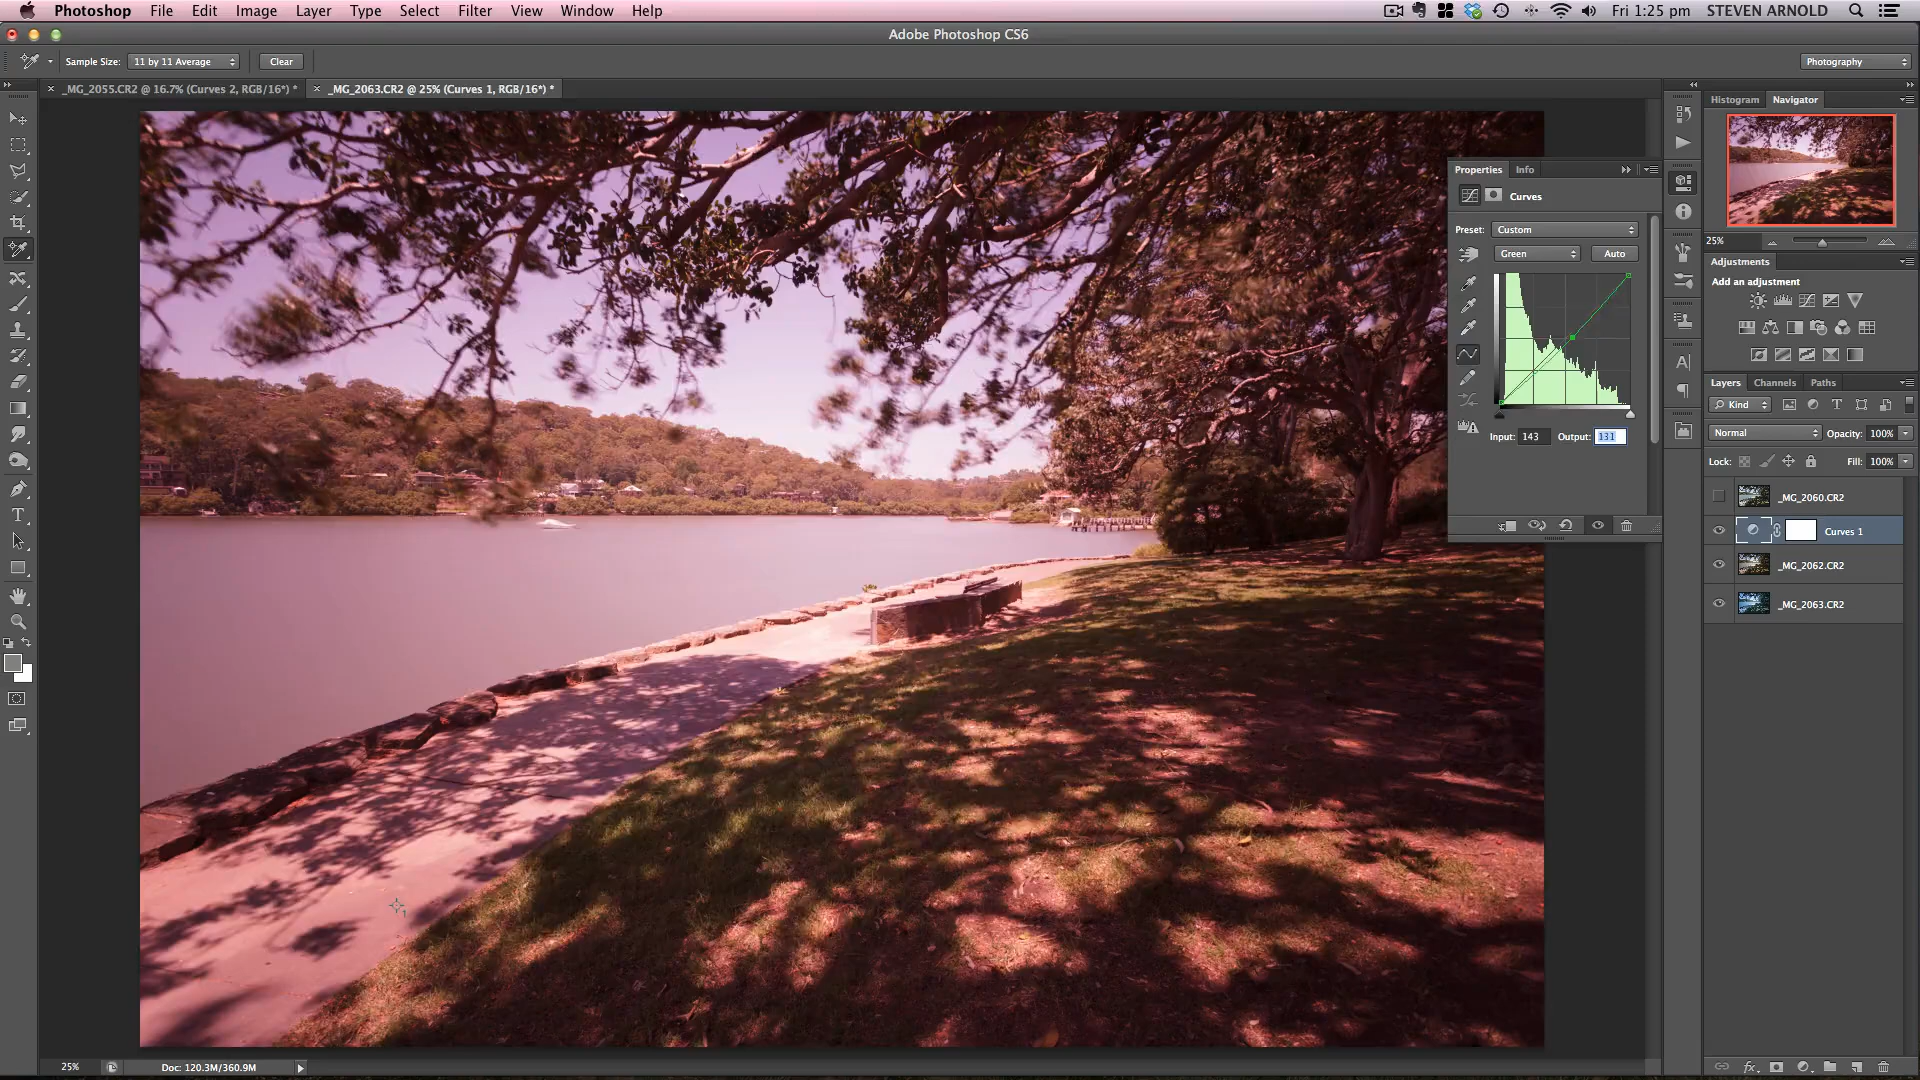 Photoshop File Edit Image Layer Type Select Filter View Window Help Fri 1:25 pm STEVEN ARNOLD
Adobe Photoshop CS6
Sample Size: 11 by 11 Average Clear Photography
_MG_2055.CR2 @ 16.7% (Curves 2, RGB/16*) * _MG_2063.CR2 @ 25% (Curves 1, RGB/16*) *
Histogram Navigator
25%
Properties Info
Curves
Preset: Custom
Green Auto
Input: 143 Output: 131
Adjustments
Add an adjustment
Layers Channels Paths
Kind
Normal Opacity: 100%
Lock: Fill: 100%
_MG_2060.CR2
Curves 1
_MG_2062.CR2
_MG_2063.CR2
25% Doc: 120.3M/360.9M